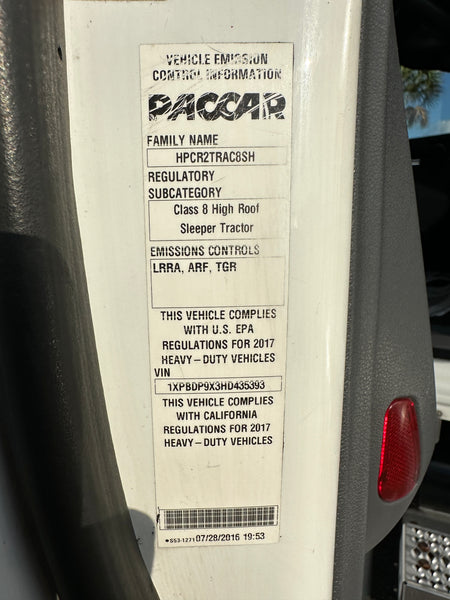 VEHICLE EMISSION
CONTROL INFORMATION
PACCAR
FAMILY NAME
HPCR2TRAC8SH
REGULATORY
SUBCATEGORY
Class 8 High Roof
Sleeper Tractor
EMISSIONS CONTROLS
LRRA, ARF, TGR
THIS VEHICLE COMPLIES
WITH U.S. EPA
REGULATIONS FOR 2017
HEAVY-DUTY VEHICLES
VIN
1XPBDP9X3HD435393
THIS VEHICLE COMPLIES
WITH CALIFORNIA
REGULATIONS FOR 2017
HEAVY-DUTY VEHICLES
•S53-1271 07/28/2016 19:53